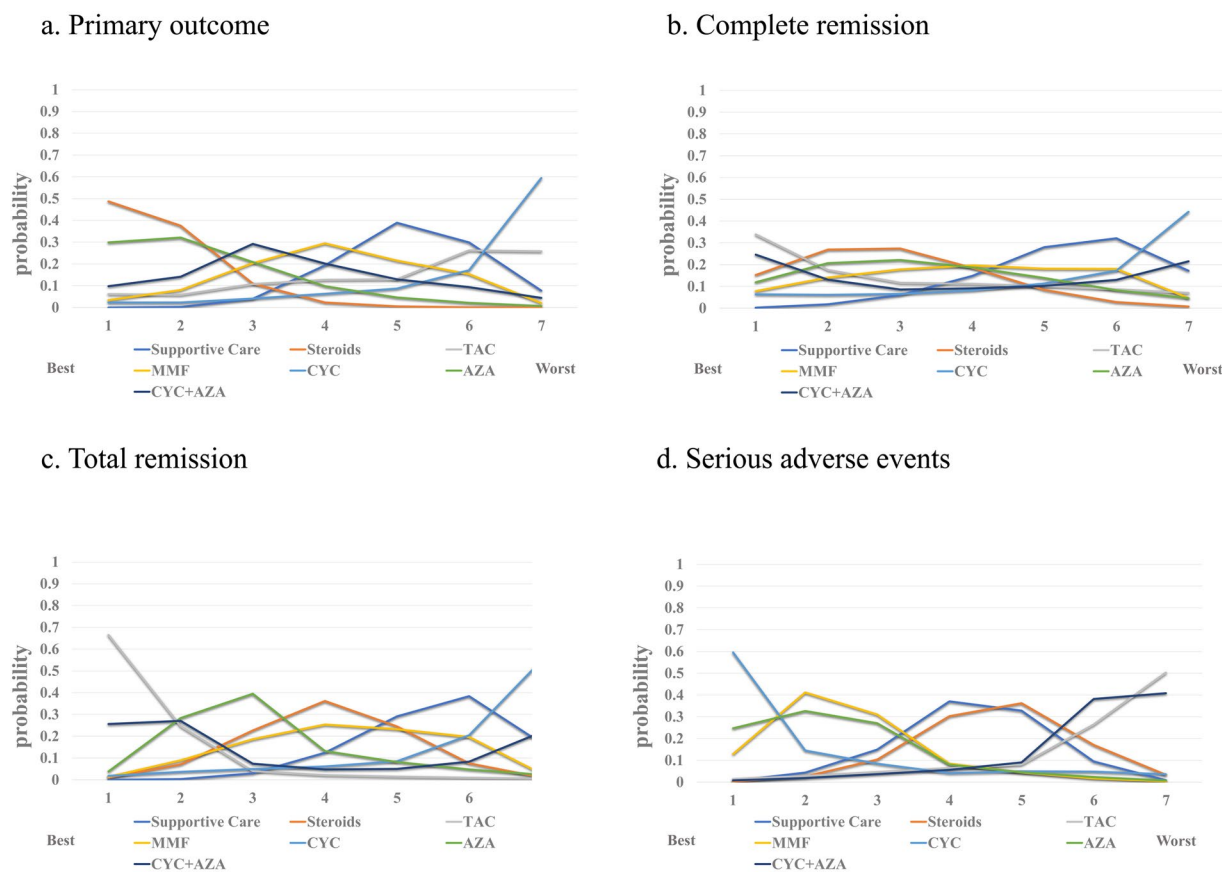 a. Primary outcome
b. Complete remission
probability
1
0.9
0.8
0.7
0.6
0.5
0.4
0.3
0.2
0.1
0
1 2 3 4 5 6 7
Supportive Care Steroids TAC
Best MMF CYC AZA Worst
CYC+AZA
probability
1
0.9
0.8
0.7
0.6
0.5
0.4
0.3
0.2
0.1
0
1 2 3 4 5 6 7
Supportive Care Steroids TAC
Best MMF CYC AZA Worst
CYC+AZA
c. Total remission
d. Serious adverse events
probability
1
0.9
0.8
0.7
0.6
0.5
0.4
0.3
0.2
0.1
0
1 2 3 4 5 6
Supportive Care Steroids TAC
Best MMF CYC AZA
CYC+AZA
probability
1
0.9
0.8
0.7
0.6
0.5
0.4
0.3
0.2
0.1
0
1 2 3 4 5 6 7
Supportive Care Steroids TAC
Best MMF CYC AZA Worst
CYC+AZA